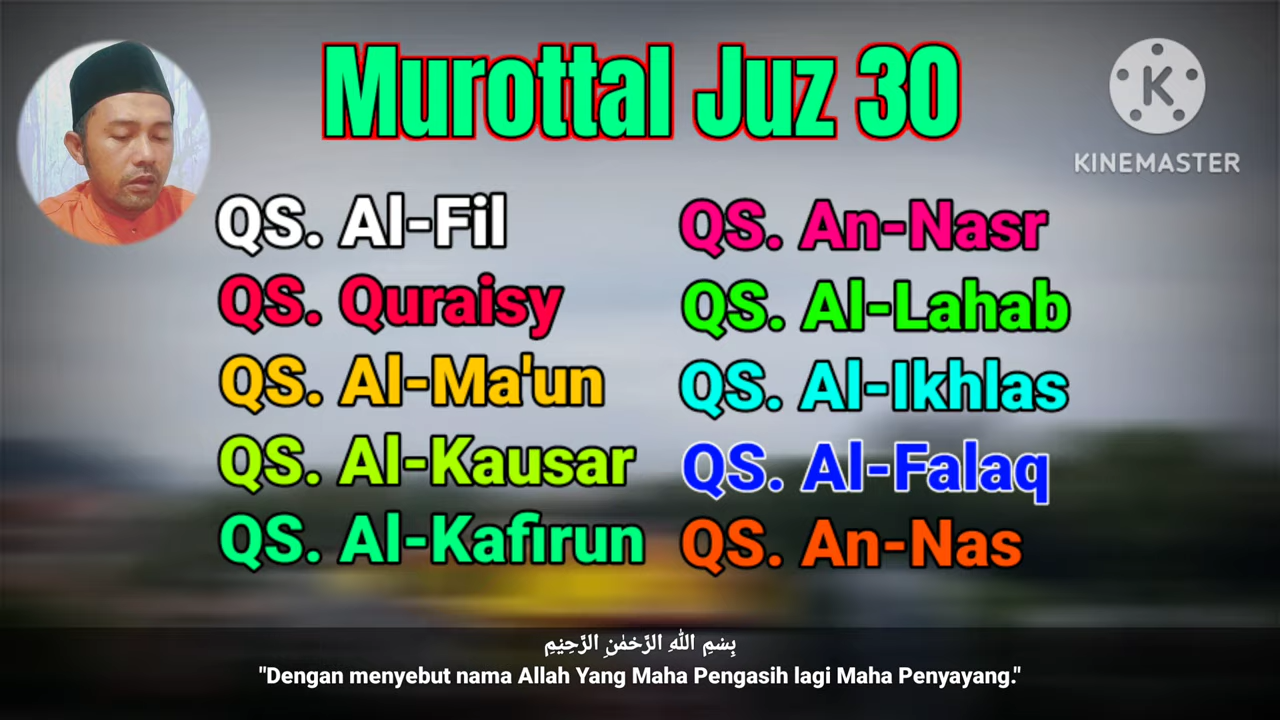 Murottal Juz 30
K
KINEMASTER
QS. Al-Fil
QS. Quraisy
QS. Al-Ma'un
QS. Al-Kausar
QS. Al-Kafirun
QS. An-Nasr
QS. Al-Lahab
QS. Al-Ikhlas
QS. Al-Falaq
QS. An-Nas
بِسْمِ اللّٰهِ الرَّحْمٰنِ الرَّحِيْمِ
"Dengan menyebut nama Allah Yang Maha Pengasih lagi Maha Penyayang."